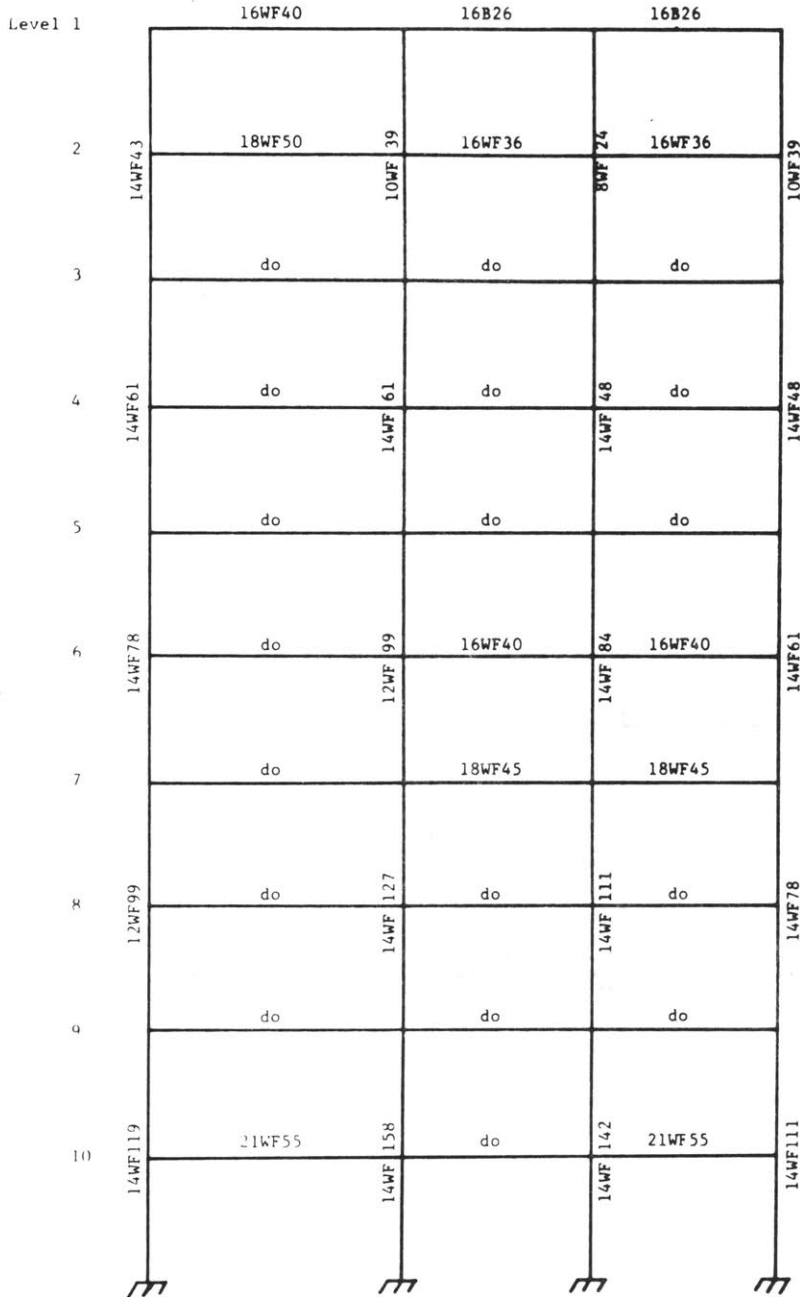 Level 1
16WF40 16B26 16B26
2
18WF50 16WF36 16WF36
14WF43 10WF 39 8WF 24 10WF39
3
do do do
4
do do do
14WF61 14WF 61 14WF 48 14WF48
5
do do do
6
do 16WF40 16WF40
14WF78 12WF 99 14WF 84 14WF61
7
do 18WF45 18WF45
8
do do do
12WF99 14WF 127 14WF 111 14WF78
9
do do do
10
21WF55 do 21WF55
14WF119 14WF 158 14WF 142 14WF111